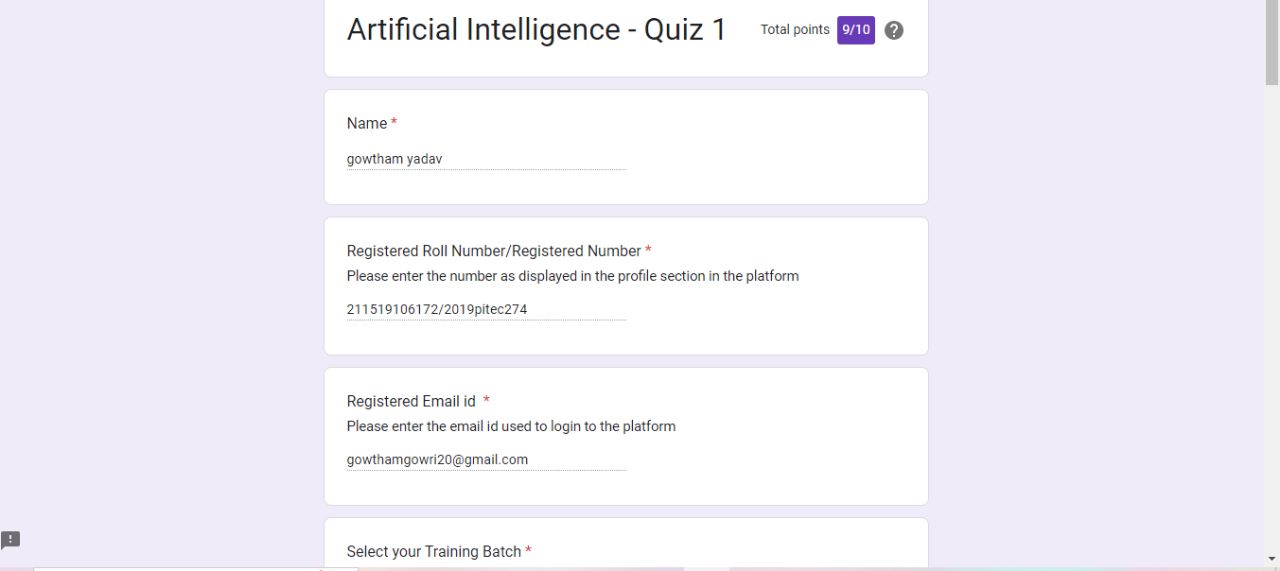 Artificial Intelligence - Quiz 1 Total points 9/10 ?
Name *
gowtham yadav
Registered Roll Number/Registered Number *
Please enter the number as displayed in the profile section in the platform
211519106172/2019pitec274
Registered Email id *
Please enter the email id used to login to the platform
gowthamgowri20@gmail.com
Select your Training Batch *